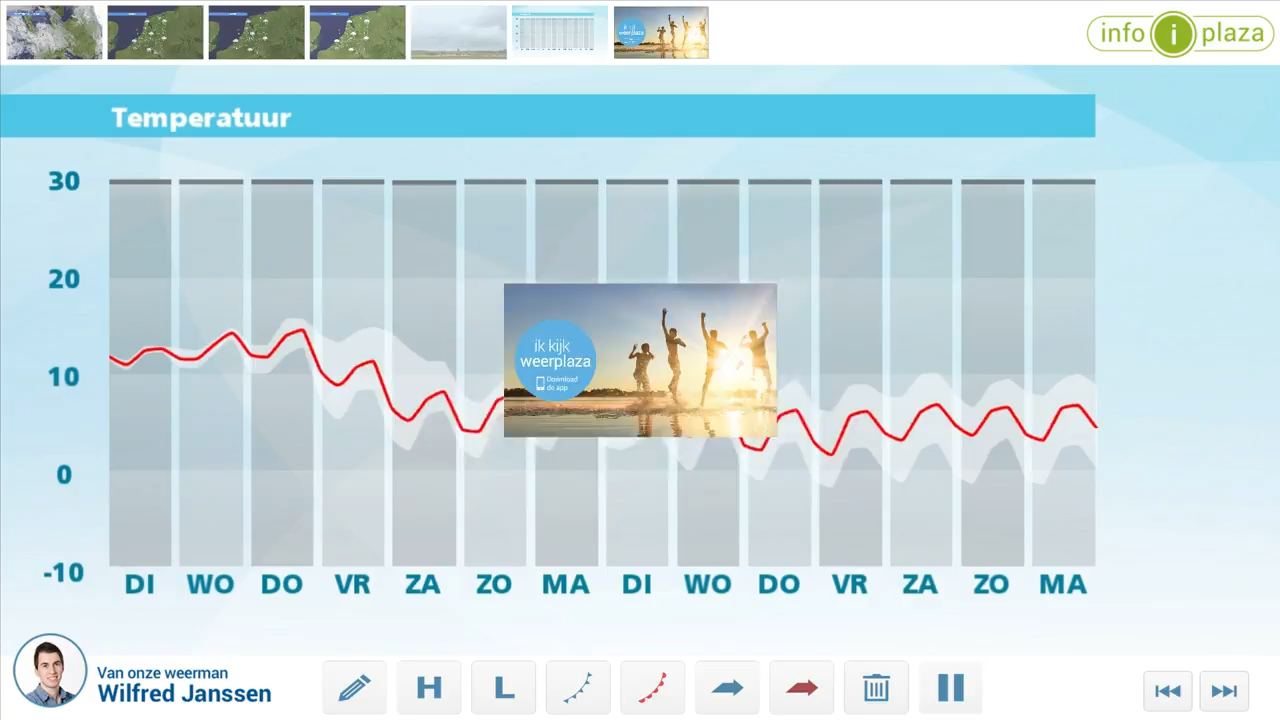 info i plaza
Temperatuur
30
20
10
0
-10
ik kijk
weerplaza
Download
de app
DI WO DO VR ZA ZO MA DI WO DO VR ZA ZO MA
Van onze weerman
Wilfred Janssen
H L